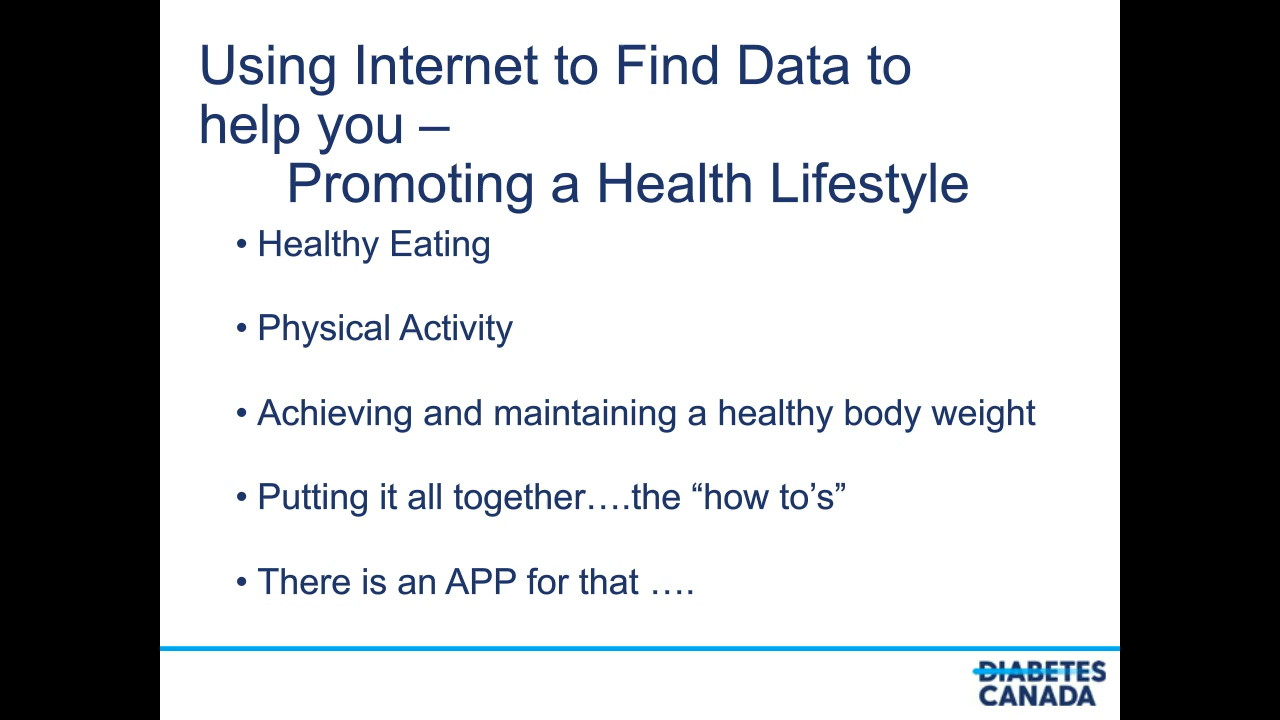 Using Internet to Find Data to
help you –
Promoting a Health Lifestyle
• Healthy Eating
• Physical Activity
• Achieving and maintaining a healthy body weight
• Putting it all together….the “how to’s”
• There is an APP for that ….
DIABETES
CANADA